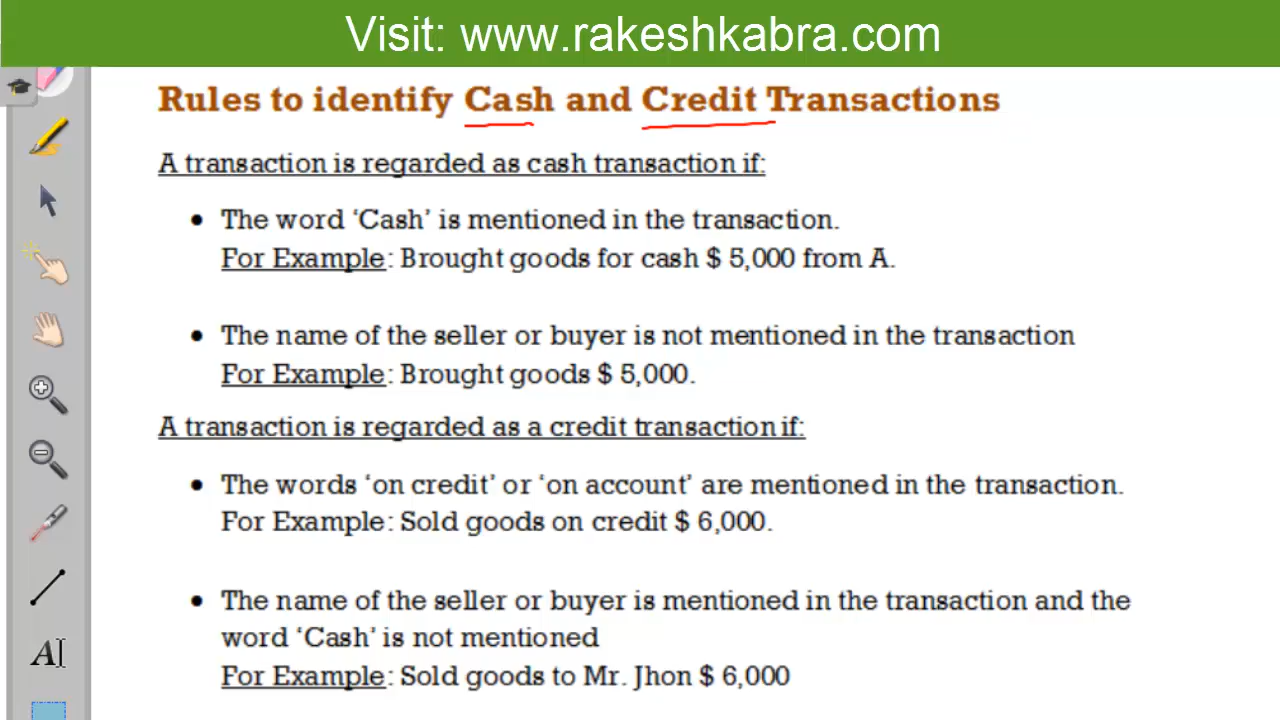 Visit: www.rakeshkabra.com
Rules to identify Cash and Credit Transactions
A transaction is regarded as cash transaction if:
• The word ‘Cash’ is mentioned in the transaction.
For Example: Brought goods for cash $ 5,000 from A.
• The name of the seller or buyer is not mentioned in the transaction
For Example: Brought goods $ 5,000.
A transaction is regarded as a credit transaction if:
• The words ‘on credit’ or ‘on account’ are mentioned in the transaction.
For Example: Sold goods on credit $ 6,000.
• The name of the seller or buyer is mentioned in the transaction and the
word ‘Cash’ is not mentioned
For Example: Sold goods to Mr. Jhon $ 6,000